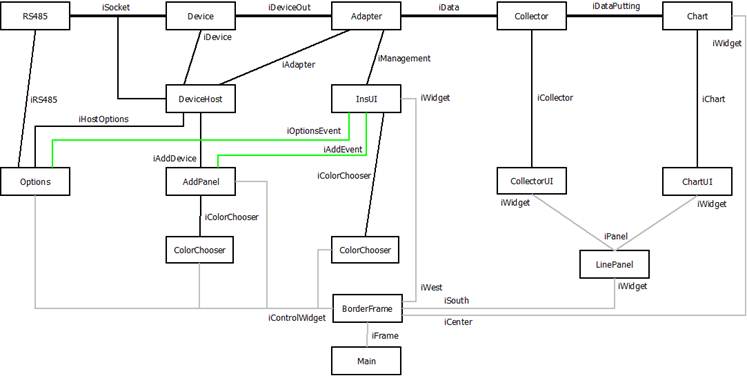 RS485
iSocket
Device
iDeviceOut
Adapter
iData
Collector
iDataPutting
Chart
iDevice
iAdapter
iManagement
iWidget
iRS485
DeviceHost
InsUI
iWidget
iCollector
iChart
iHostOptions
iOptionsEvent
iAddDevice
iAddEvent
iColorChooser
Options
AddPanel
CollectorUI
ChartUI
iWidget
iWidget
iColorChooser
iPanel
ColorChooser
ColorChooser
LinePanel
iWidget
iWest
iSouth
iControlWidget
BorderFrame
iCenter
iFrame
Main